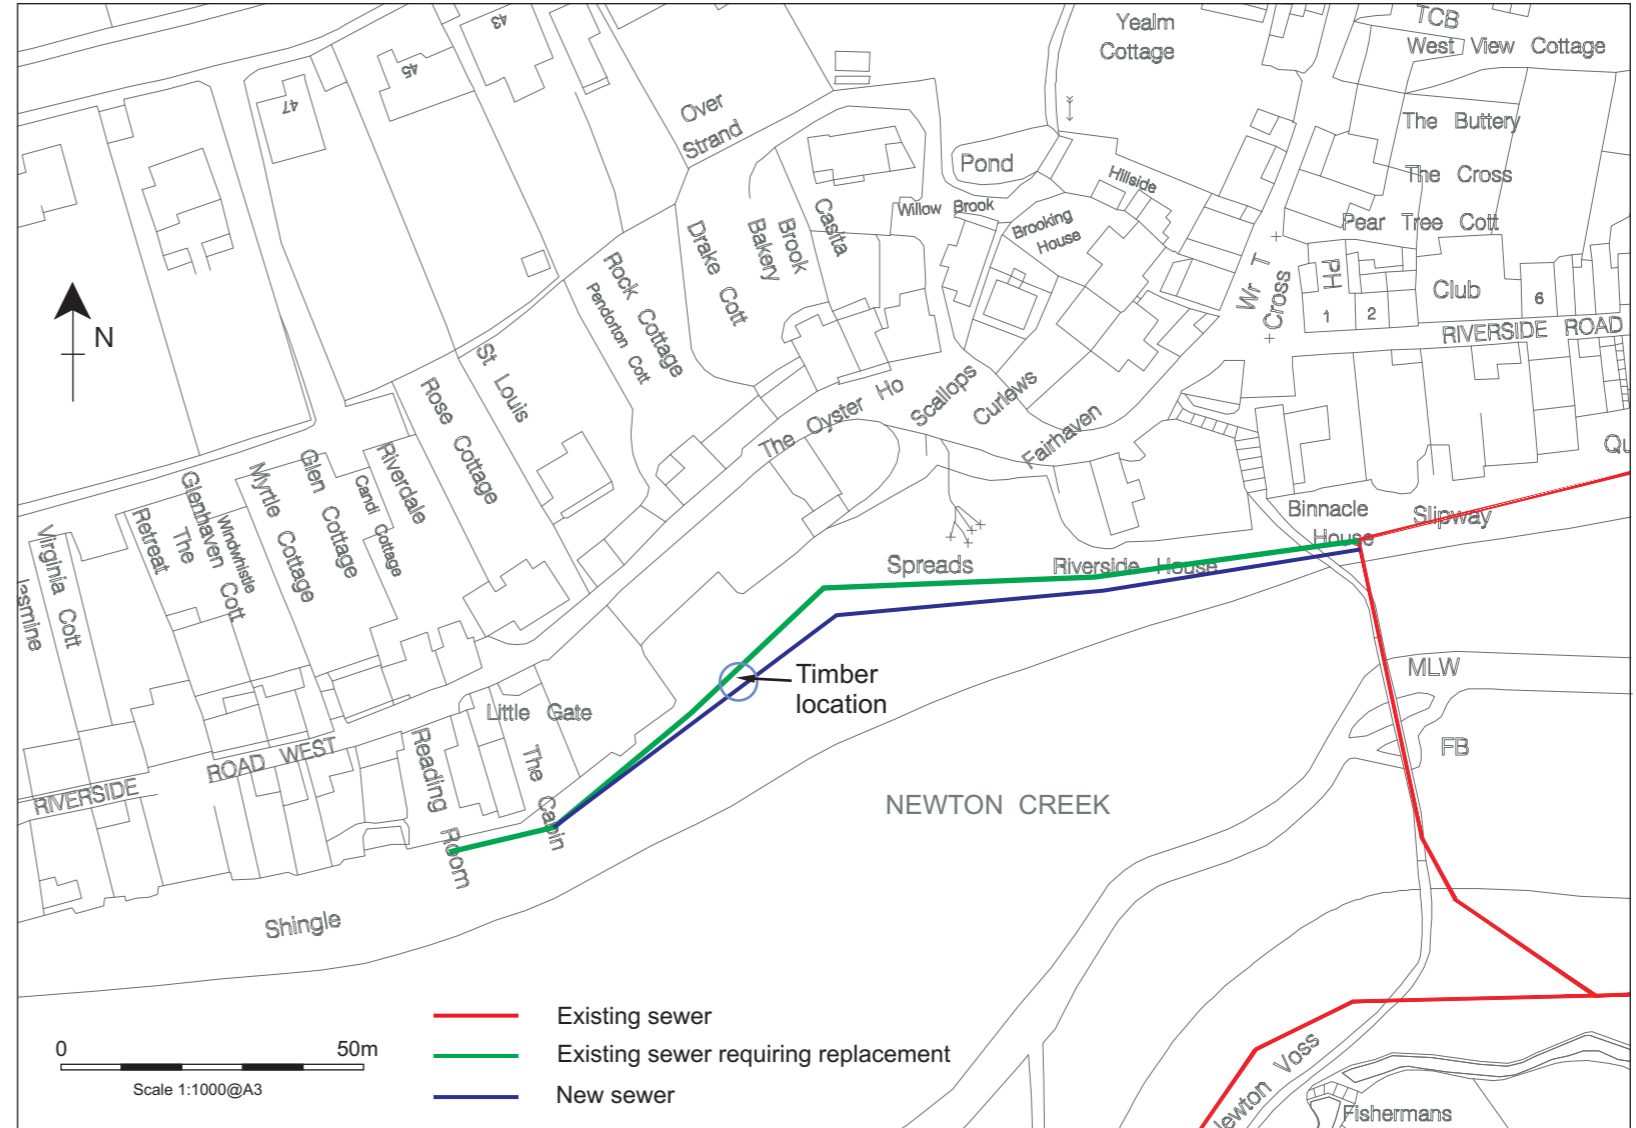 Yealm
Cottage
TCB
West View Cottage
43
45
47
Over
Strand
The Buttery
Pond
Hillside
The Cross
Willow Brook
Brooking
House
Pear Tree Cott
Casita
Brook
Bakery
Drake Cott
Rock Cottage
Pendorton Cott
Wr T
Cross
PH
1
2
Club
6
RIVERSIDE ROAD
N
St Louis
Rose Cottage
The Oyster Ho
Scallops
Curlews
Fairhaven
Riverdale
Candi Cottage
Glen Cottage
Myrtle Cottage
Windwhistle
Glenhaven Cott
The
Retreat
Virginia Cott
Jasmine
Binnacle
House
Slipway
Qu
Spreads
Riverside House
Timber
location
MLW
FB
Little Gate
The Cabin
Reading Room
RIVERSIDE ROAD WEST
NEWTON CREEK
Shingle
Existing sewer
Existing sewer requiring replacement
New sewer
0 50m
Scale 1:1000@A3
Newton Voss
Fishermans